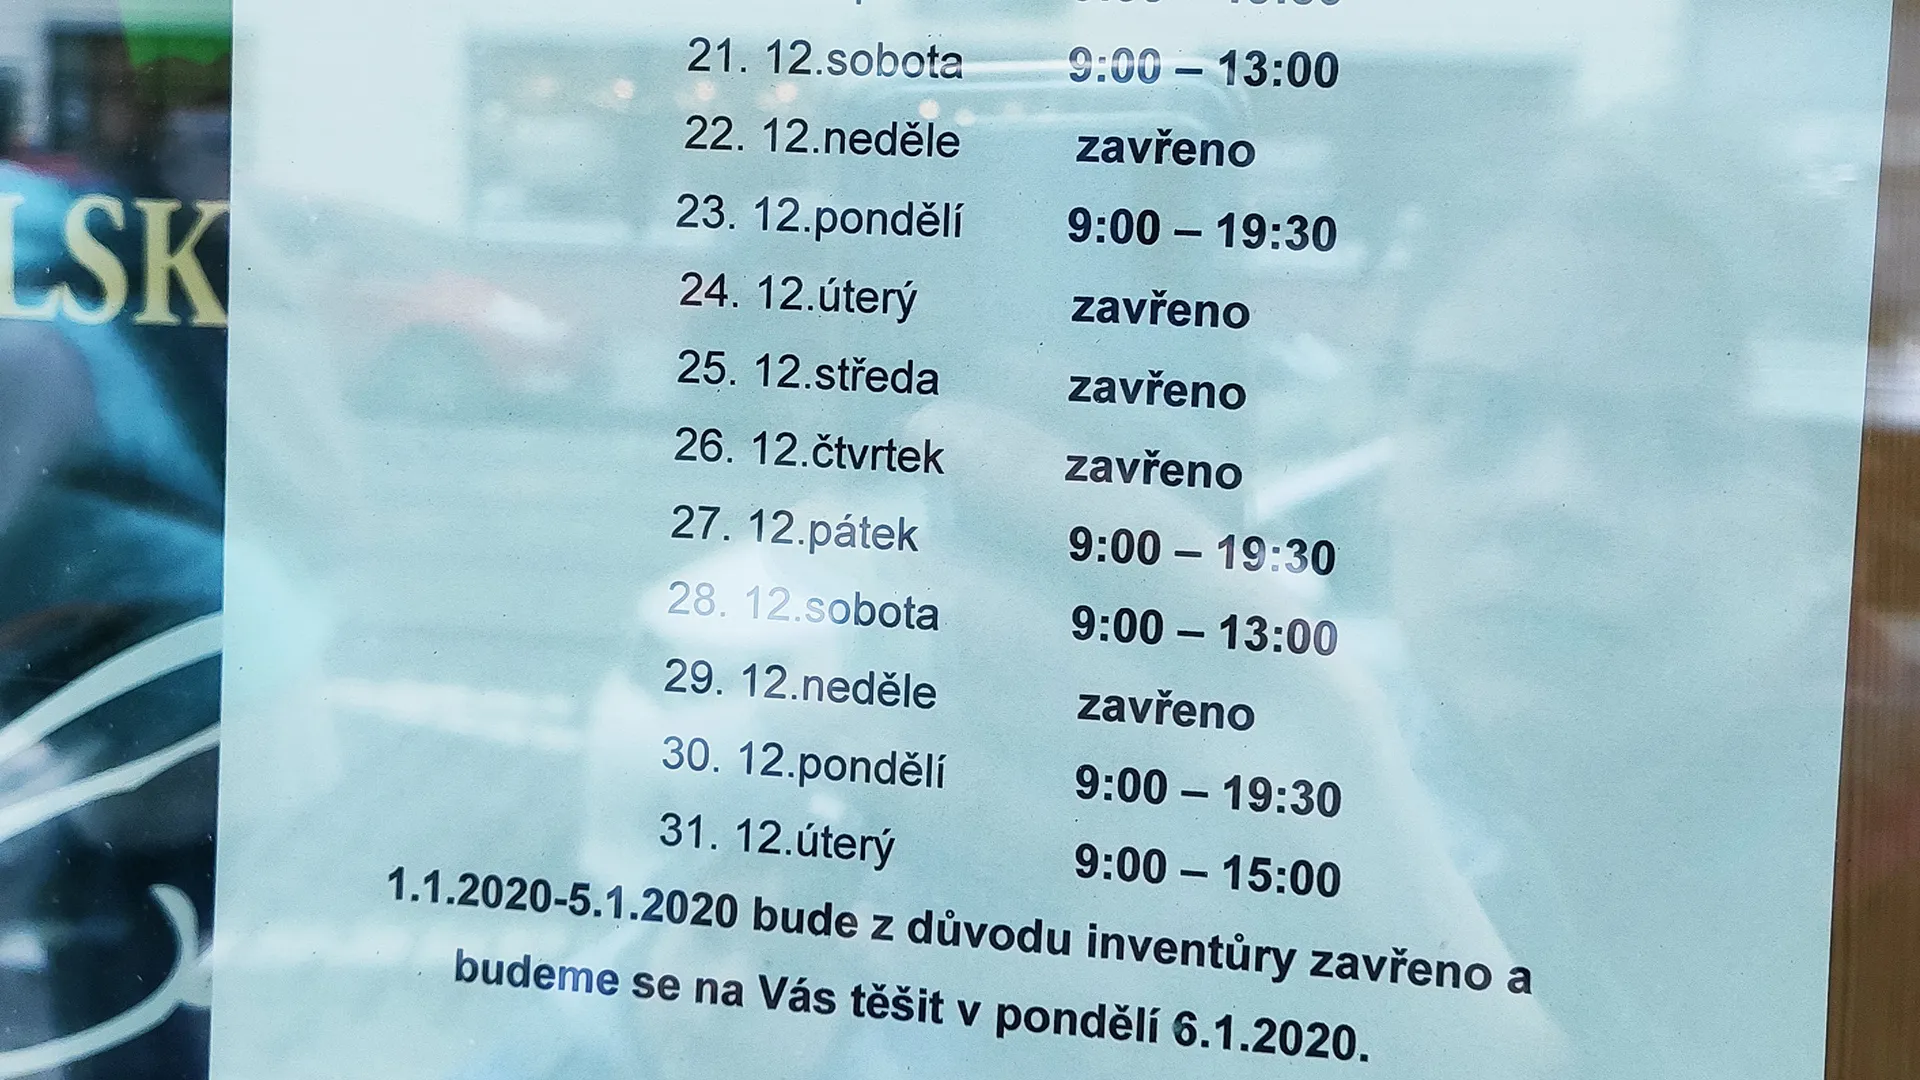 LSK
21. 12.sobota 9:00 – 13:00
22. 12.neděle zavřeno
23. 12.pondělí 9:00 – 19:30
24. 12.úterý zavřeno
25. 12.středa zavřeno
26. 12.čtvrtek zavřeno
27. 12.pátek 9:00 – 19:30
28. 12.sobota 9:00 – 13:00
29. 12.neděle zavřeno
30. 12.pondělí 9:00 – 19:30
31. 12.úterý 9:00 – 15:00
1.1.2020-5.1.2020 bude z důvodu inventůry zavřeno a
budeme se na Vás těšit v pondělí 6.1.2020.